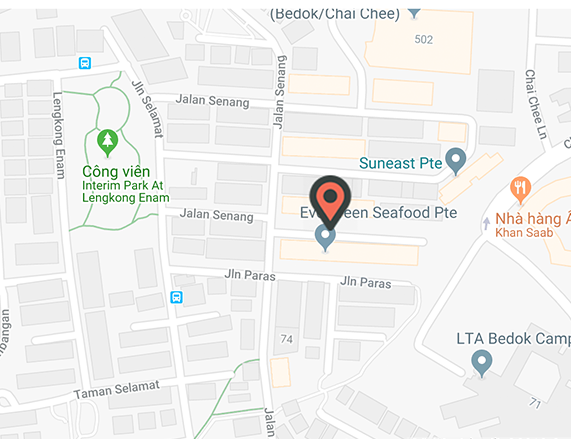 (Bedok/Chai Chee)
502
Jalan Senang
Jln Selamat
Jalan Senang
Lengkong Enam
Chai Chee Ln
Công viên
Interim Park At
Lengkong Enam
Suneast Pte
Evergreen Seafood Pte
Jalan Senang
Nhà hàng
Khan Saab
Jln Paras
Jln Paras
74
LTA Bedok Camp
71
Taman Selamat
Jalan